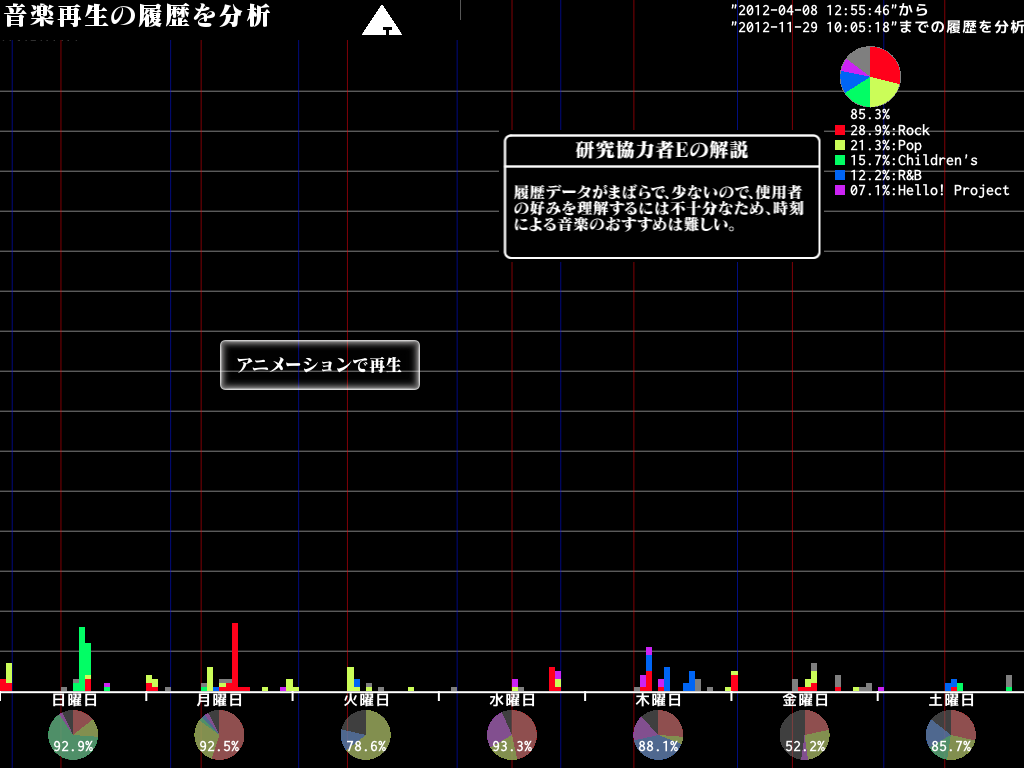 音楽再生の履歴を分析
"2012-04-08 12:55:46"から
"2012-11-29 10:05:18"までの履歴を分析
85.3%
28.9%:Rock
21.3%:Pop
15.7%:Children's
12.2%:R&B
07.1%:Hello! Project
研究協力者Eの解説
履歴データがまばらで、少ないので、使用者
の好みを理解するには不十分なため、時刻
による音楽のおすすめは難しい。
アニメーションで再生
日曜日 月曜日 火曜日 水曜日 木曜日 金曜日 土曜日
92.9% 92.5% 78.6% 93.3% 88.1% 52.2% 85.7%